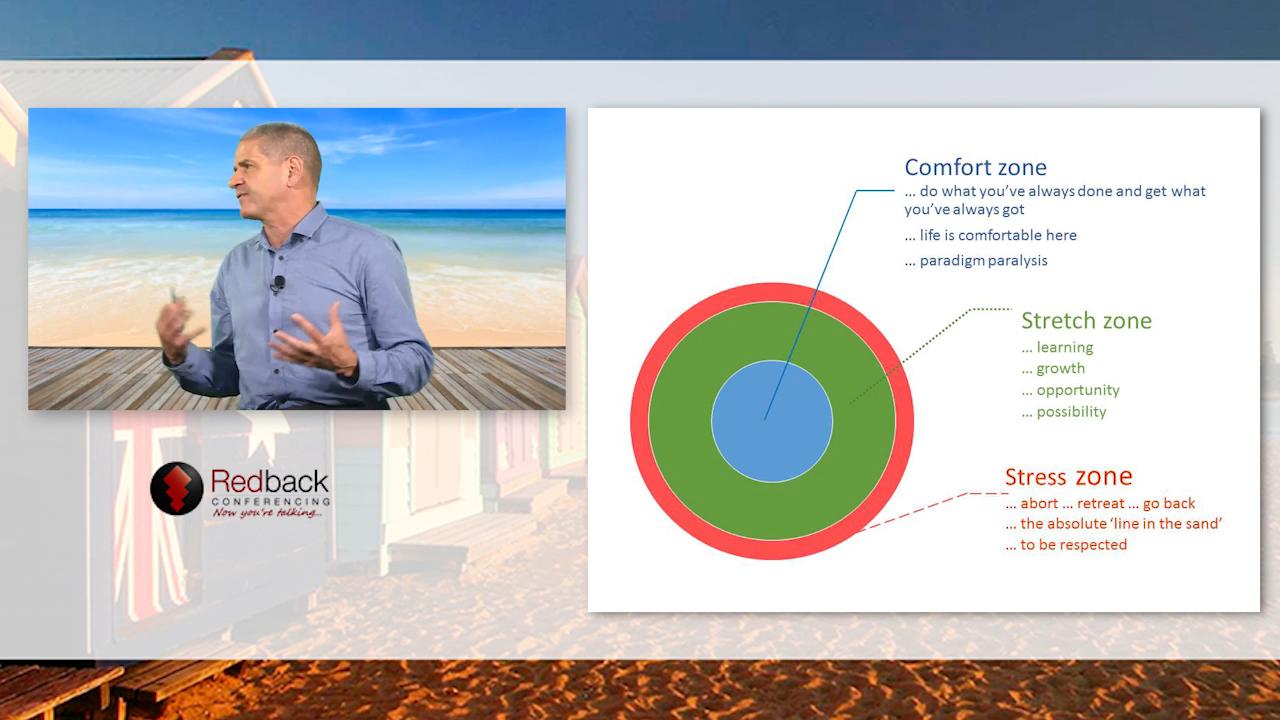 Comfort zone
... do what you've always done and get what
you've always got
... life is comfortable here
... paradigm paralysis
Stretch zone
... learning
... growth
... opportunity
... possibility
Stress zone
... abort ... retreat ... go back
... the absolute 'line in the sand'
... to be respected
Redback
CONFERENCING
Now you're talking...